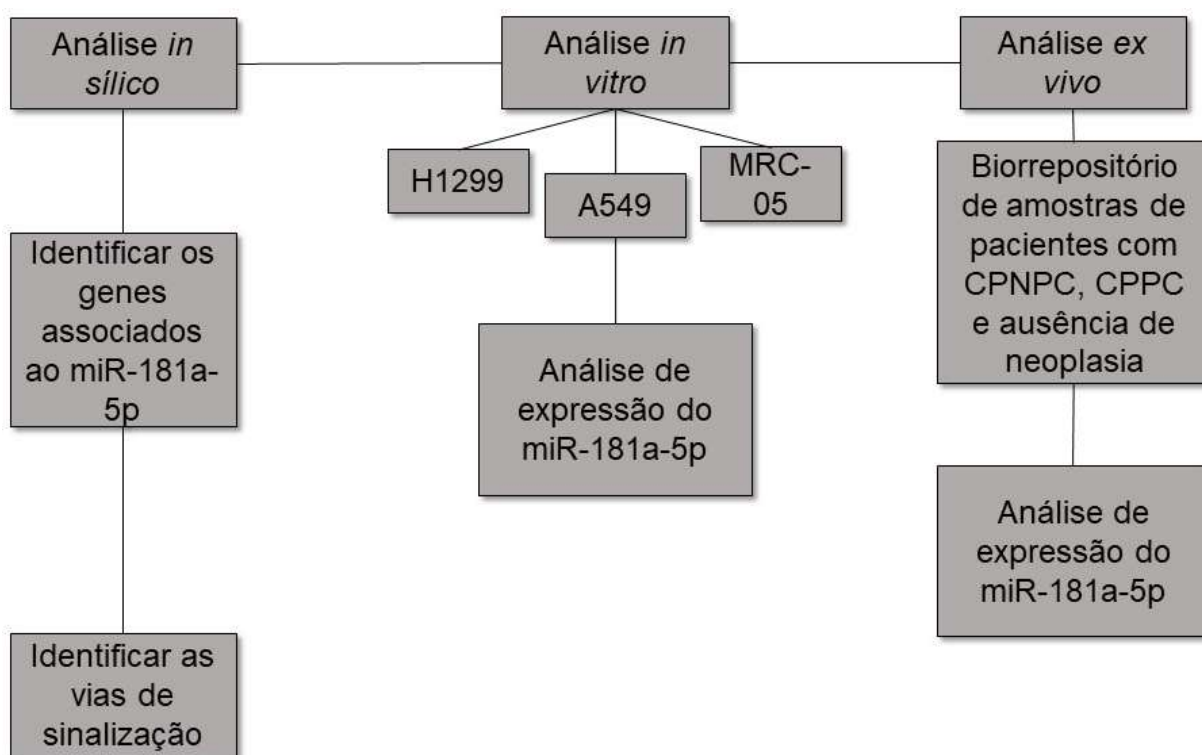 Análise in
sílico
Análise in
vitro
Análise ex
vivo
H1299
A549
MRC-
05
Identificar os
genes
associados
ao miR-181a-
5p
Análise de
expressão do
miR-181a-5p
Biorrepositório
de amostras de
pacientes com
CPNPC, CPPC
e ausência de
neoplasia
Análise de
expressão do
miR-181a-5p
Identificar as
vias de
sinalização